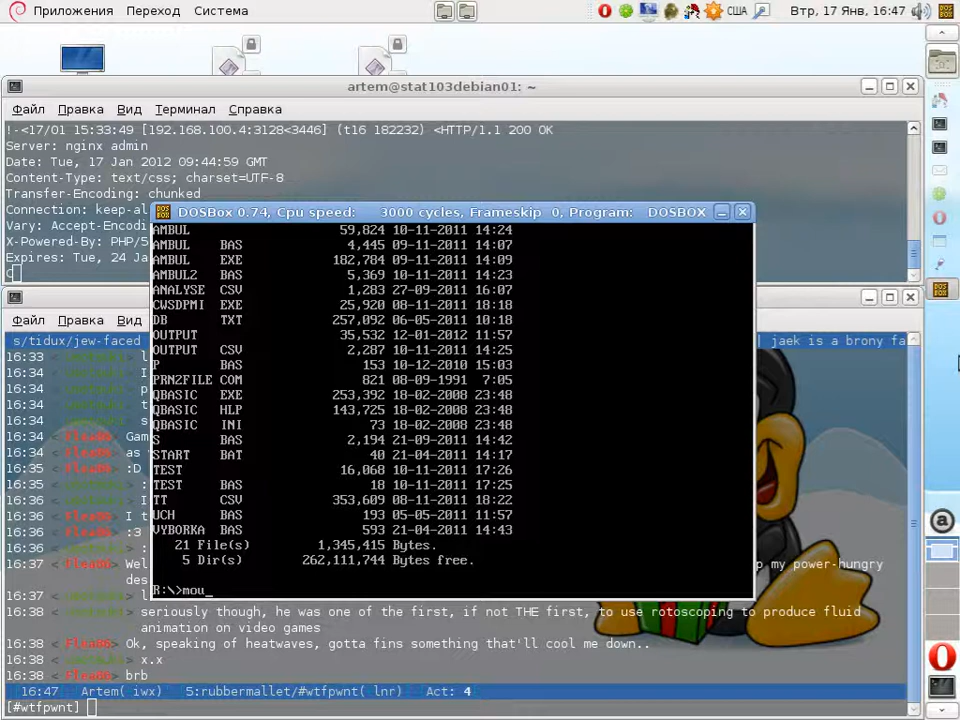 Приложения Переход Система США Втр, 17 Янв, 16:47
artem@stat103debian01: ~
Файл Правка Вид Терминал Справка
!-<17/01 15:33:49 [192.168.100.4:3128<3446] (t16 182232) <HTTP/1.1 200 OK
Server: nginx admin
Date: Tue, 17 Jan 2012 09:44:59 GMT
Content-Type: text/css; charset=UTF-8
Transfer-Encoding: chunked
Connection: keep-al
Vary: Accept-Encod
X-Powered-By: PHP/5
Expires: Tue, 24 Ja
C
DOSBox 0.74, Cpu speed: 3000 cycles, Frameskip 0, Program: DOSBOX
AMBUL 59,824 10-11-2011 14:24
AMBUL BAS 4,445 09-11-2011 14:07
AMBUL EXE 182,784 09-11-2011 14:09
AMBUL2 BAS 5,369 10-11-2011 14:23
ANALYSE CSV 1,283 27-09-2011 16:07
CWSDPMI EXE 25,920 08-11-2011 18:18
DB TXT 257,092 06-05-2011 18:18
OUTPUT 35,532 12-01-2012 11:57
OUTPUT CSV 2,287 10-11-2011 14:25
P BAS 153 10-12-2010 15:03
PRN2FILE COM 821 08-09-1991 7:05
QBASIC EXE 253,392 18-02-2008 23:48
QBASIC HLP 143,725 18-02-2008 23:48
QBASIC INI 73 18-02-2008 23:48
S BAS 2,194 21-09-2011 14:42
START BAT 40 21-04-2011 14:17
TEST 16,068 10-11-2011 17:26
TEST BAS 18 10-11-2011 17:25
TT CSV 353,609 08-11-2011 18:22
UCH BAS 193 05-05-2011 11:57
VYBORKA BAS 593 21-04-2011 14:43
21 File(s) 1,345,415 Bytes.
5 Dir(s) 262,111,744 Bytes free.
R:\>mou_
Файл Правка Вид
s/tidux/jew-faced | jaek is a brony fa
16:33 < l
16:34 < I
16:34 < p
16:34 < t
16:34 < s
16:34 < Flea86> Gam
as
16:35 < Flea86> :D
16:35 < :
16:36 < I
16:36 < Flea86> I t
16:36 < :3
16:36 < :
16:37 < Flea86> Wel p my power-hungry
des
16:37 < l
16:38 < seriously though, he was one of the first, if not THE first, to use rotoscoping to produce fluid
animation on video games
16:38 < Flea86> Ok, speaking of heatwaves, gotta fins something that'll cool me down..
16:38 < x.x
16:38 < Flea86> brb
16:47 Artem( iwx) 5:rubbermallet/#wtfpwnt( lnr) Act: 4
[#wtfpwnt]